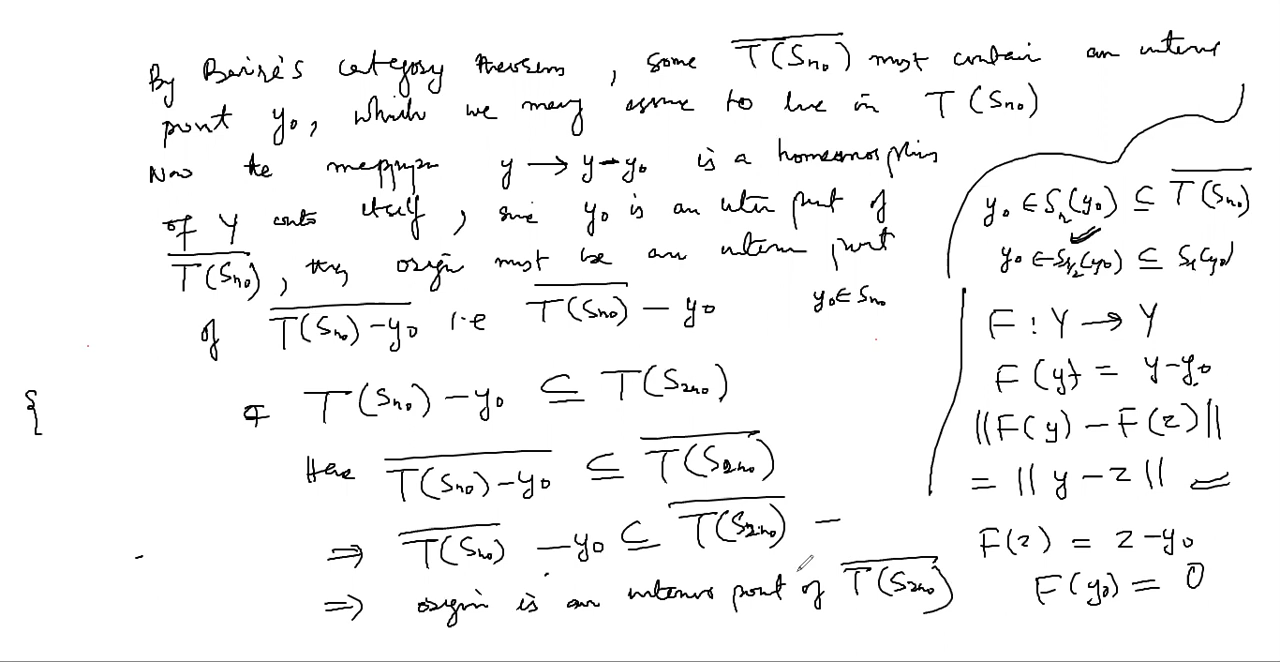 By Baire's category theorem, some $\overline{T(S_{n_0})}$ must contain an interior
point $y_0$, which we may assume to lie in $T(S_{n_0})$
Now the mapping $y \to y - y_0$ is a homeomorphism
of Y onto itself, since $y_0$ is an inter point of
$\overline{T(S_{n_0})}$, the origin must be an interior point
of $\overline{T(S_{n_0}) - y_0}$ i.e $\overline{T(S_{n_0})} - y_0$
$y_0 \in S_{n_0}$
$T(S_{n_0}) - y_0 \subseteq T(S_{2n_0})$
Here $\overline{T(S_{n_0}) - y_0} \subseteq \overline{T(S_{2n_0})}$
$\Rightarrow \overline{T(S_{n_0})} - y_0 \subseteq \overline{T(S_{2n_0})}$
$\Rightarrow$ origin is an interior point of $\overline{T(S_{2n_0})}$
$y_0 \in S_r(y_0) \subseteq \overline{T(S_{n_0})}$
$y_0 \in S_{r/2}(y_0) \subseteq S_r(y_0)$
$F : Y \to Y$
$F(y) = y - y_0$
$||F(y) - F(z)||$
$= ||y - z||$
$F(z) = z - y_0$
$F(y_0) = 0$